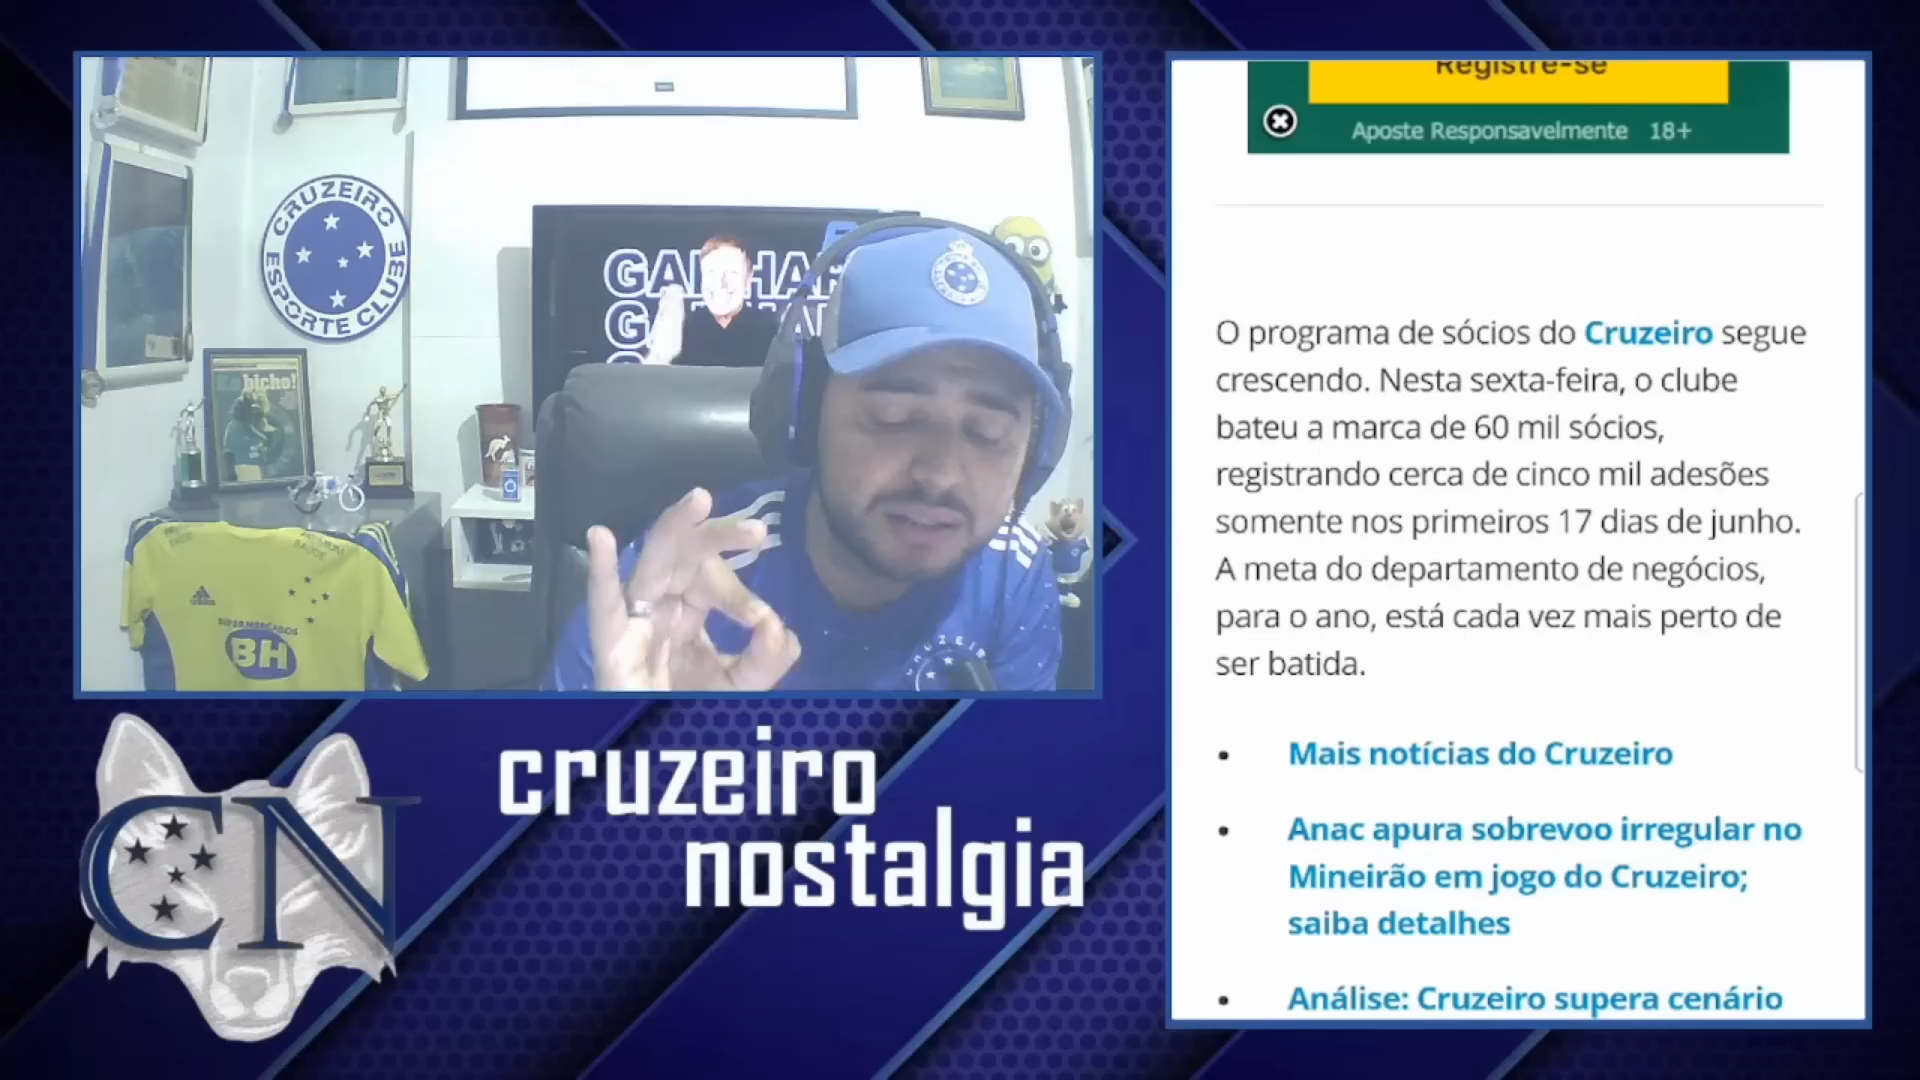 Registre-se
Aposte Responsavelmente 18+
CRUZEIRO
ESPORTE CLUBE
bicho!
BH
O programa de sócios do Cruzeiro segue
crescendo. Nesta sexta-feira, o clube
bateu a marca de 60 mil sócios,
registrando cerca de cinco mil adesões
somente nos primeiros 17 dias de junho.
A meta do departamento de negócios,
para o ano, está cada vez mais perto de
ser batida.
• Mais notícias do Cruzeiro
• Anac apura sobrevoo irregular no
Mineirão em jogo do Cruzeiro;
saiba detalhes
• Análise: Cruzeiro supera cenário
CN
cruzeiro
nostalgia